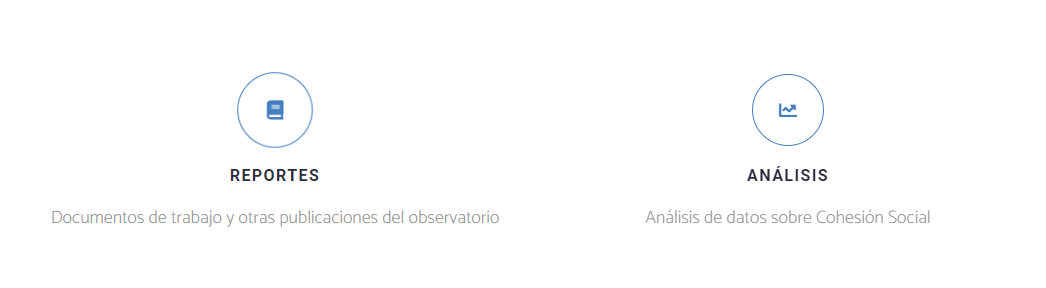 REPORTES
Documentos de trabajo y otras publicaciones del observatorio
ANÁLISIS
Análisis de datos sobre Cohesión Social